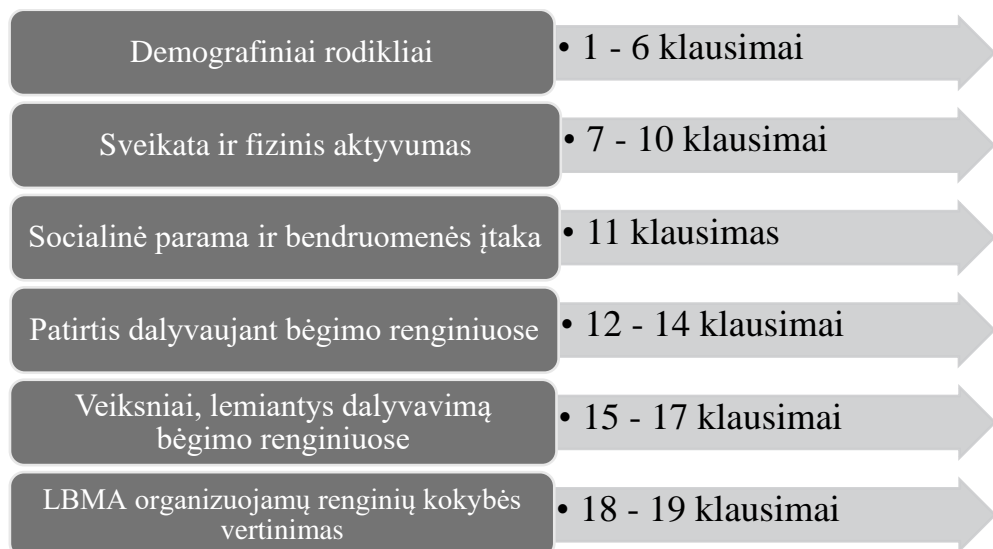 Demografiniai rodikliai
• 1 - 6 klausimai
Sveikata ir fizinis aktyvumas
• 7 - 10 klausimai
Socialinė parama ir bendruomenės įtaka
• 11 klausimas
Patirtis dalyvaujant bėgimo renginiuose
• 12 - 14 klausimai
Veiksniai, lemiantys dalyvavimą
bėgimo renginiuose
• 15 - 17 klausimai
LBMA organizuojamų renginių kokybės
vertinimas
• 18 - 19 klausimai